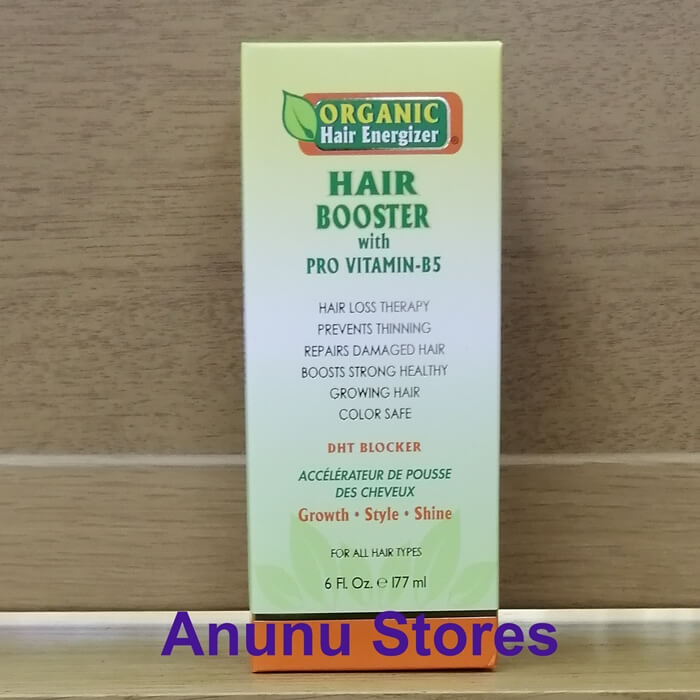 ORGANIC
Hair Energizer
®
HAIR
BOOSTER
with
PRO VITAMIN-B5
HAIR LOSS THERAPY
PREVENTS THINNING
REPAIRS DAMAGED HAIR
BOOSTS STRONG HEALTHY
GROWING HAIR
COLOR SAFE
DHT BLOCKER
ACCÉLÉRATEUR DE POUSSE
DES CHEVEUX
Growth • Style • Shine
FOR ALL HAIR TYPES
6 Fl. Oz. ℮ 177 ml
Anunu Stores